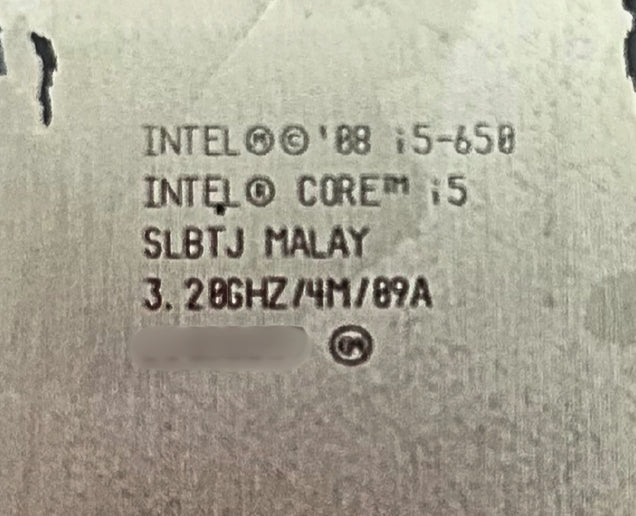 INTEL Ⓜ© '08 i5-650
INTEL® CORE™ i5
SLBTJ MALAY
3.20GHZ/4M/09A